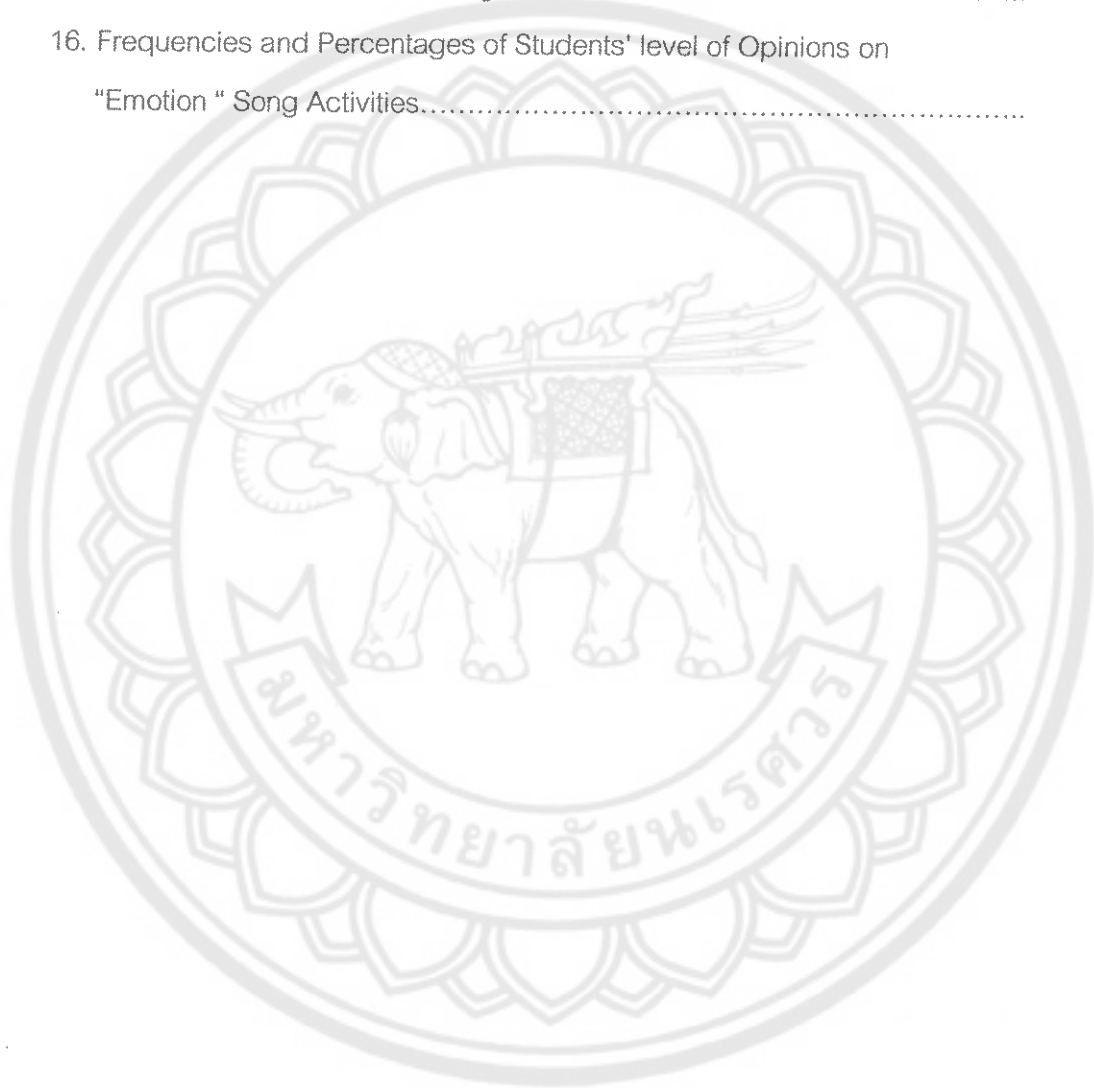 16. Frequencies and Percentages of Students' level of Opinions on
"Emotion " Song Activities.....................................................................
มหาวิทยาลัยนเรศวร